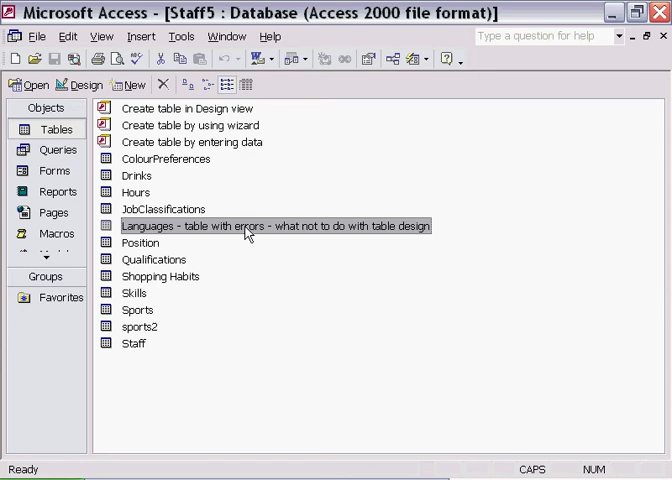 Microsoft Access - [Staff5 : Database (Access 2000 file format)]
File Edit View Insert Tools Window Help
Type a question for help
Open Design New
Objects
Tables
Queries
Forms
Reports
Pages
Macros
Groups
Favorites
Create table in Design view
Create table by using wizard
Create table by entering data
ColourPreferences
Drinks
Hours
JobClassifications
Languages - table with errors - what not to do with table design
Position
Qualifications
Shopping Habits
Skills
Sports
sports2
Staff
Ready
CAPS NUM